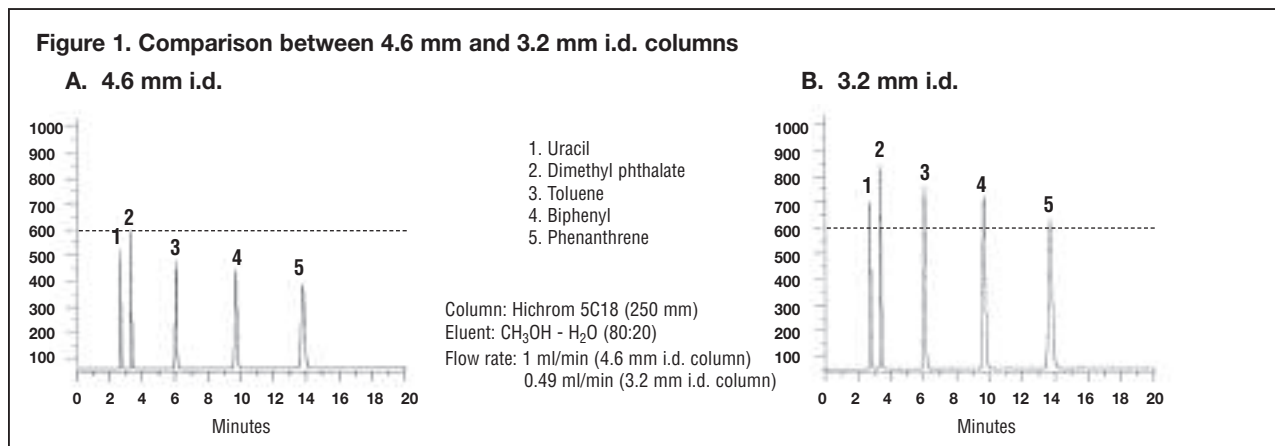 Figure 1. Comparison between 4.6 mm and 3.2 mm i.d. columns
A. 4.6 mm i.d.
1000
900
800
700
600
500
400
300
200
100
1
2
3
4
5
0 2 4 6 8 10 12 14 16 18 20
Minutes
1. Uracil
2. Dimethyl phthalate
3. Toluene
4. Biphenyl
5. Phenanthrene
Column: Hichrom 5C18 (250 mm)
Eluent: CH₃OH - H₂O (80:20)
Flow rate: 1 ml/min (4.6 mm i.d. column)
0.49 ml/min (3.2 mm i.d. column)
B. 3.2 mm i.d.
1000
900
800
700
600
500
400
300
200
100
1
2
3
4
5
0 2 4 6 8 10 12 14 16 18 20
Minutes